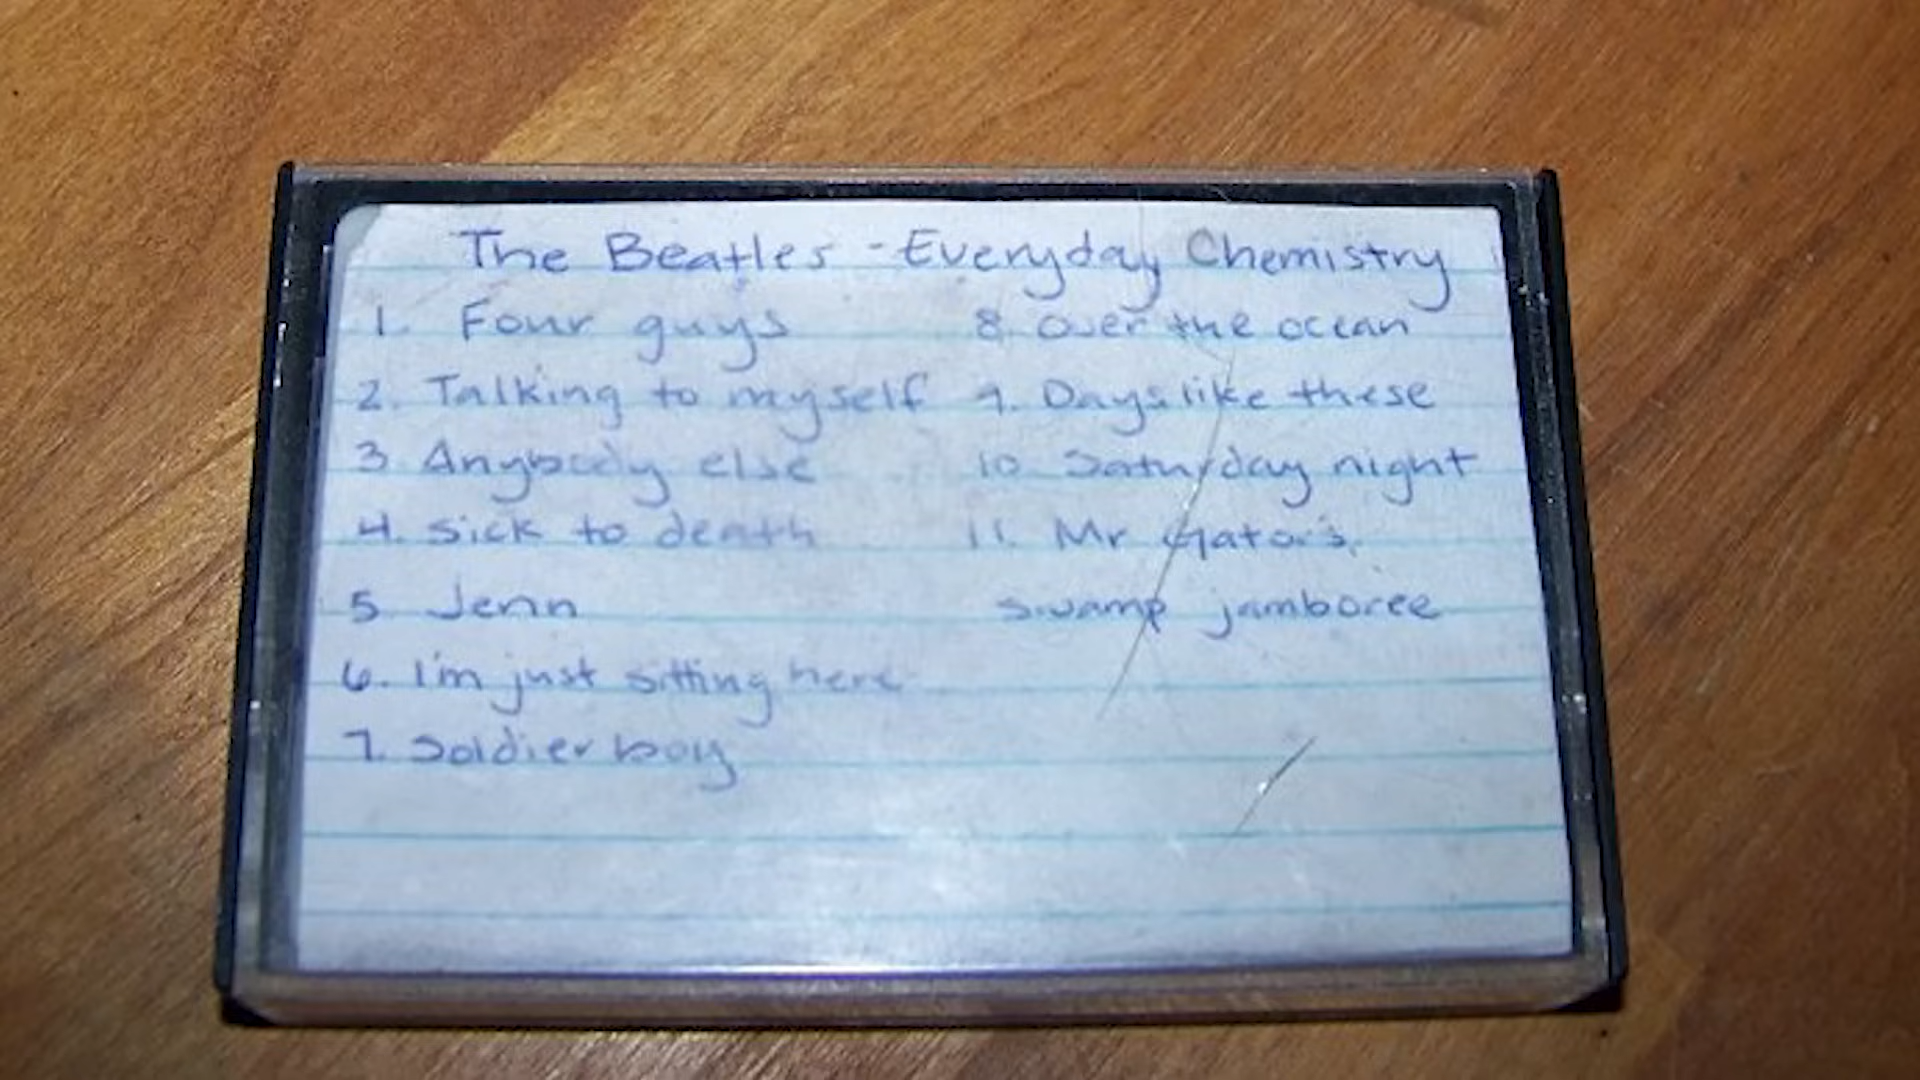 The Beatles - Everyday Chemistry
1. Four guys
2. Talking to myself
3 Anybody else
4. Sick to death
5 Jenn
6. I'm just sitting here
7. Soldier boy
8. Over the ocean
9. Days like these
10 Saturday night
11. Mr Gator's
swamp jamboree